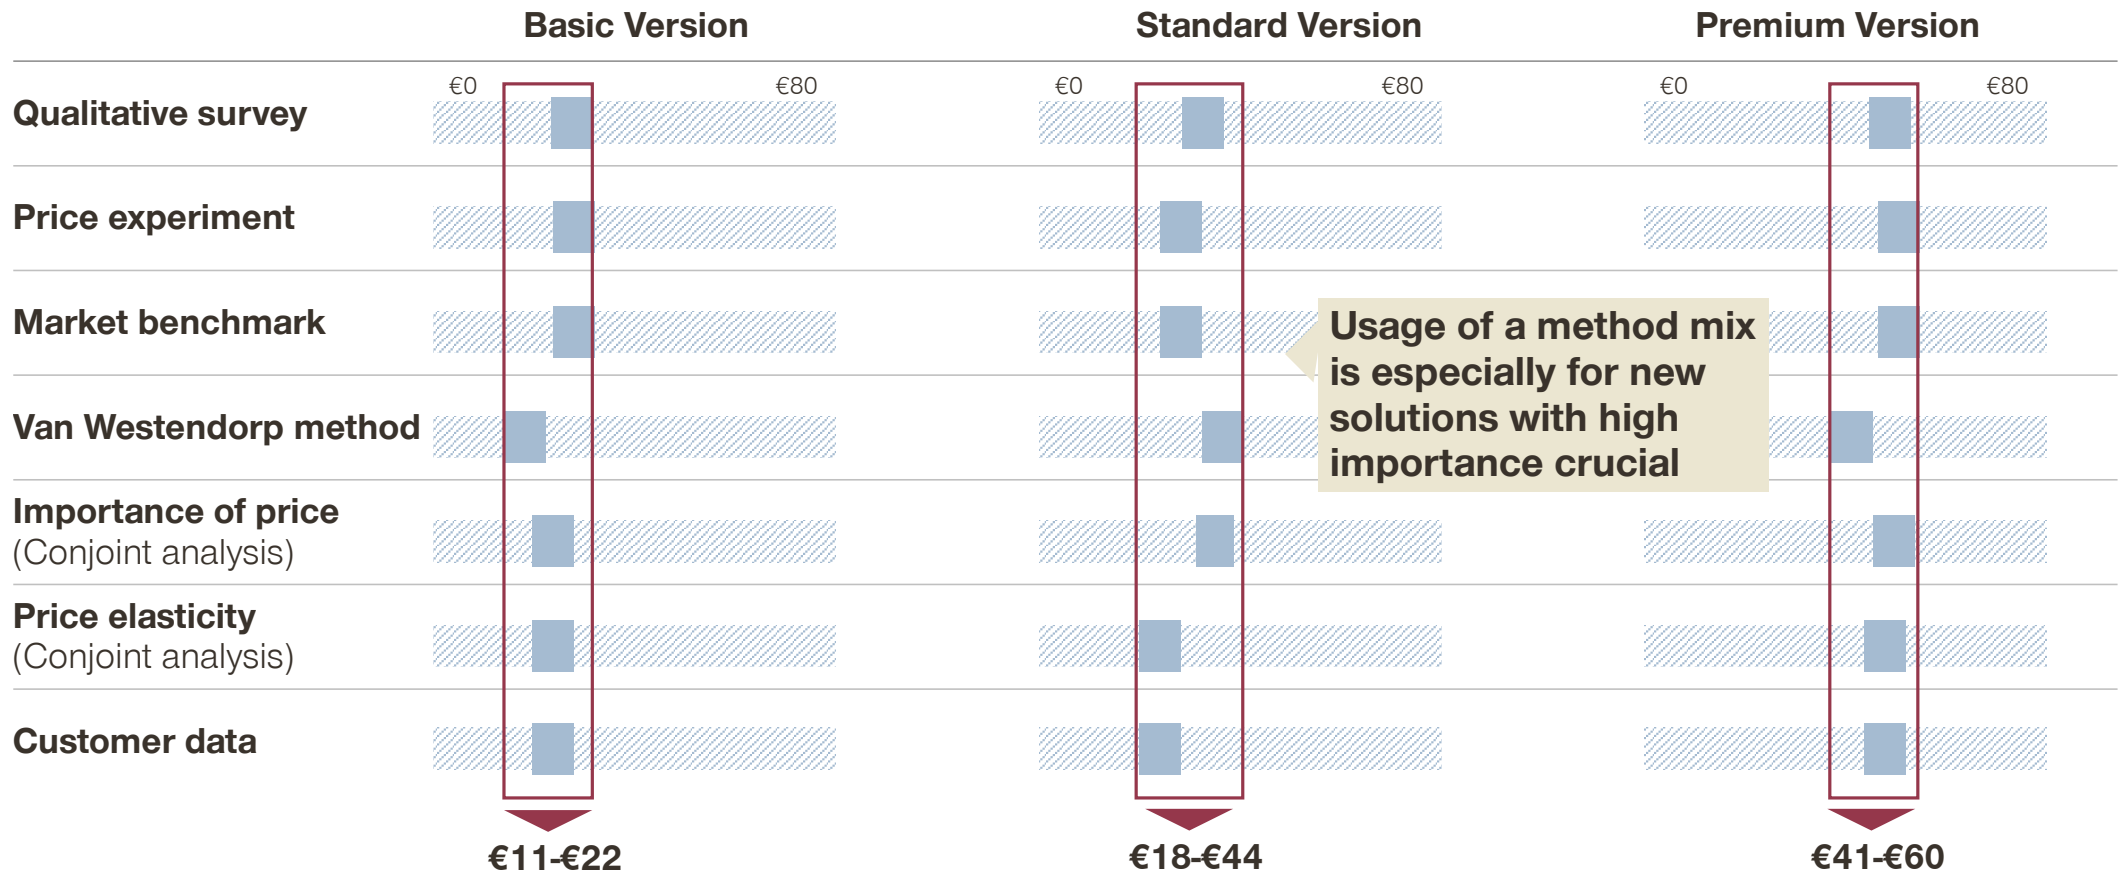 Basic Version
Standard Version
Premium Version
€0
€80
€0
€80
€0
€80
Qualitative survey
Price experiment
Market benchmark
Usage of a method mix
is especially for new
solutions with high
importance crucial
Van Westendorp method
Importance of price
(Conjoint analysis)
Price elasticity
(Conjoint analysis)
Customer data
€11-€22
€18-€44
€41-€60